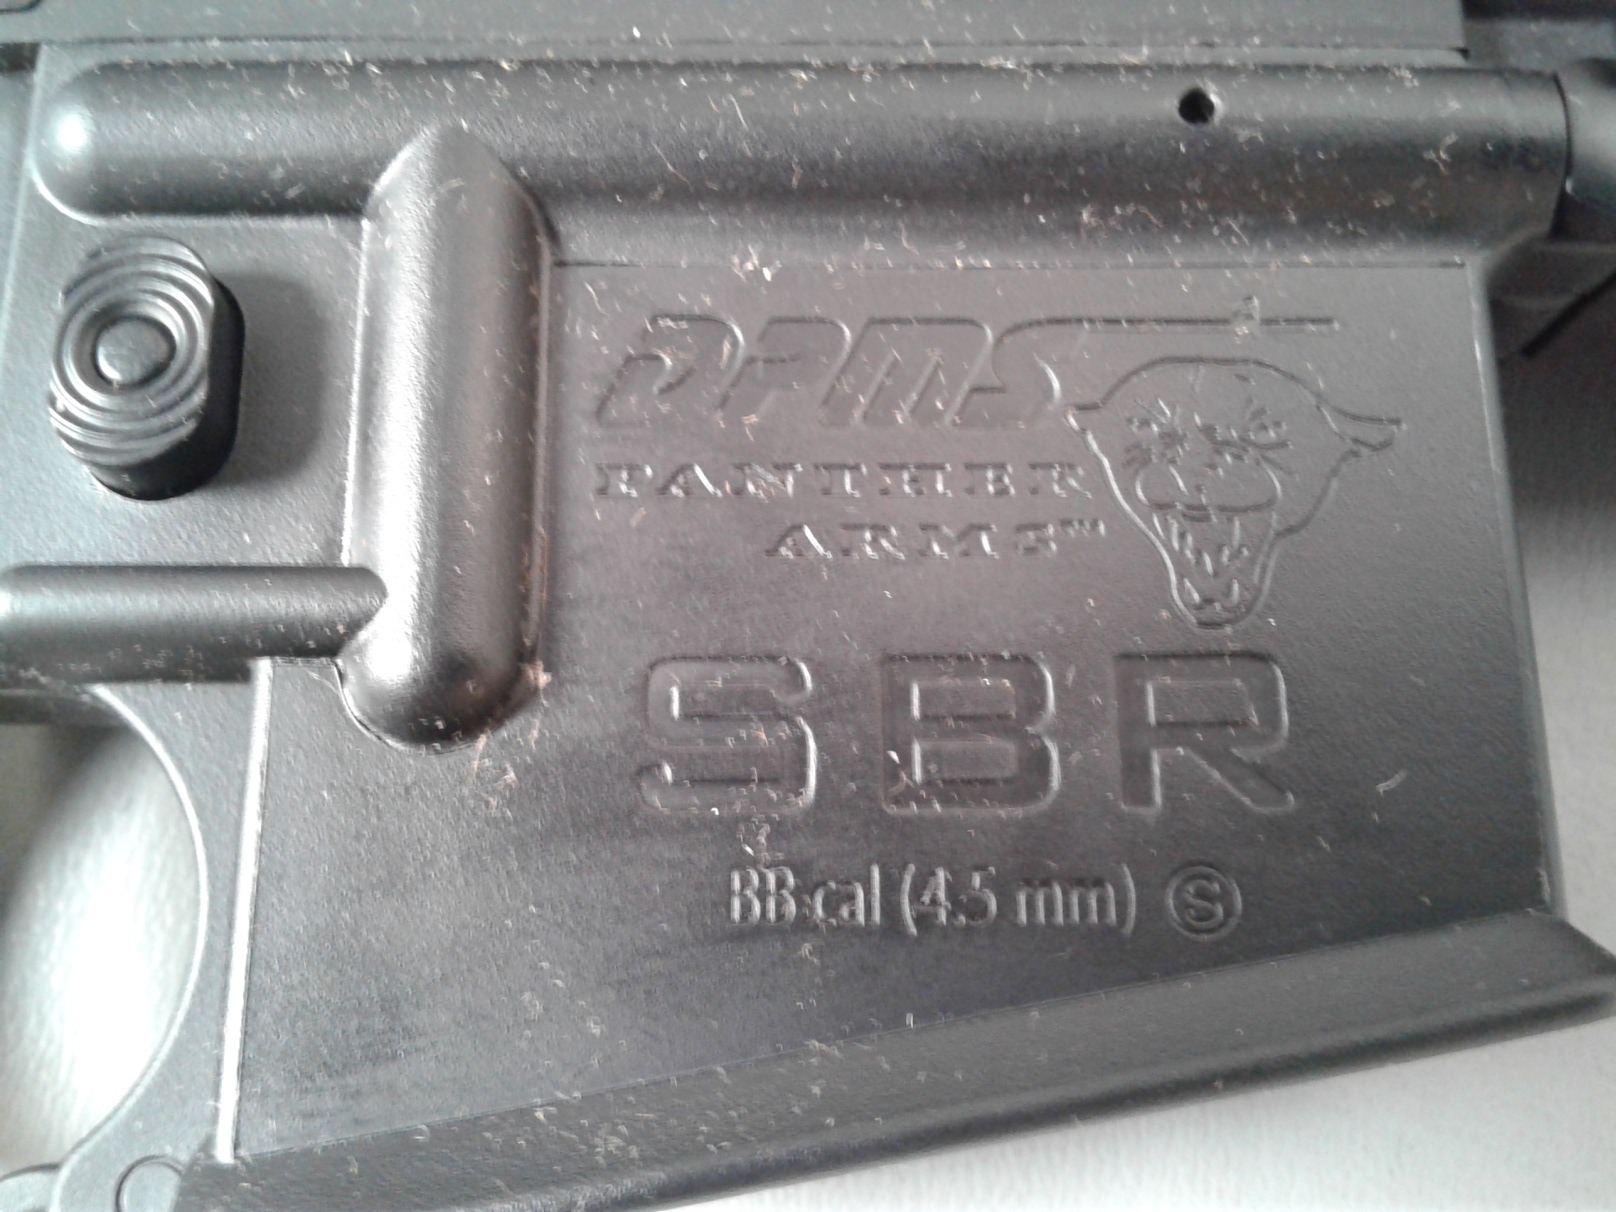 DPMS
PANTHER
ARMS™
SBR
BB cal (4.5 mm) Ⓢ